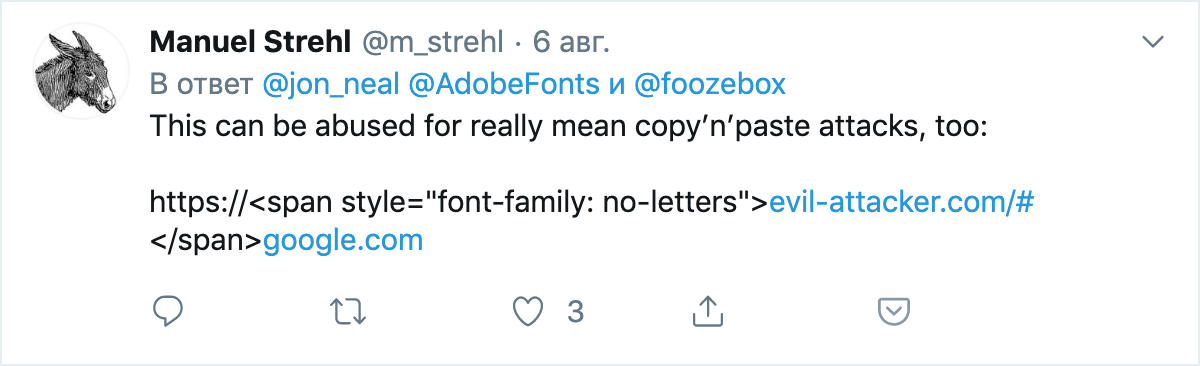 Manuel Strehl @m_strehl · 6 авг.
В ответ @jon_neal @AdobeFonts и @foozebox
This can be abused for really mean copy’n’paste attacks, too:
https://<span style="font-family: no-letters">evil-attacker.com/#
</span>google.com
3